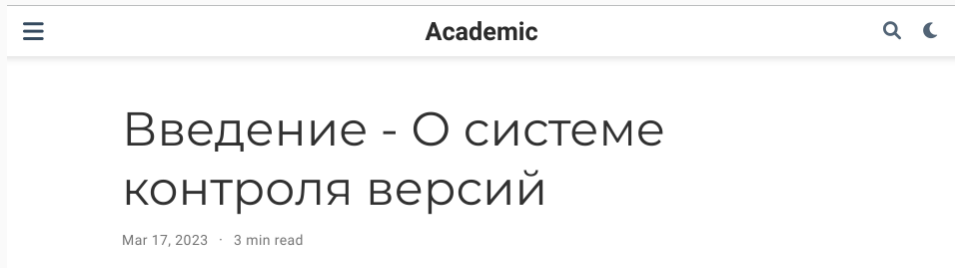 Academic
Введение - О системе
контроля версий
Mar 17, 2023 · 3 min read